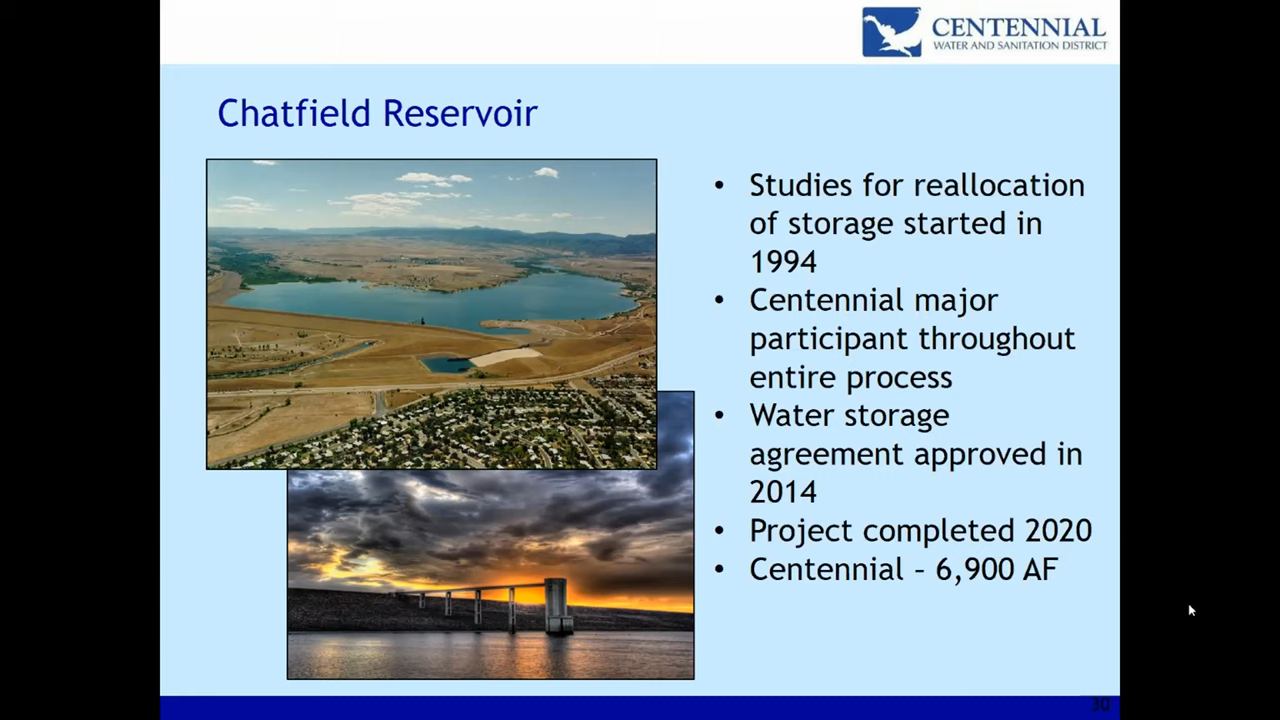 CENTENNIAL
WATER AND SANITATION DISTRICT
Chatfield Reservoir
• Studies for reallocation
of storage started in
1994
• Centennial major
participant throughout
entire process
• Water storage
agreement approved in
2014
• Project completed 2020
• Centennial – 6,900 AF
30